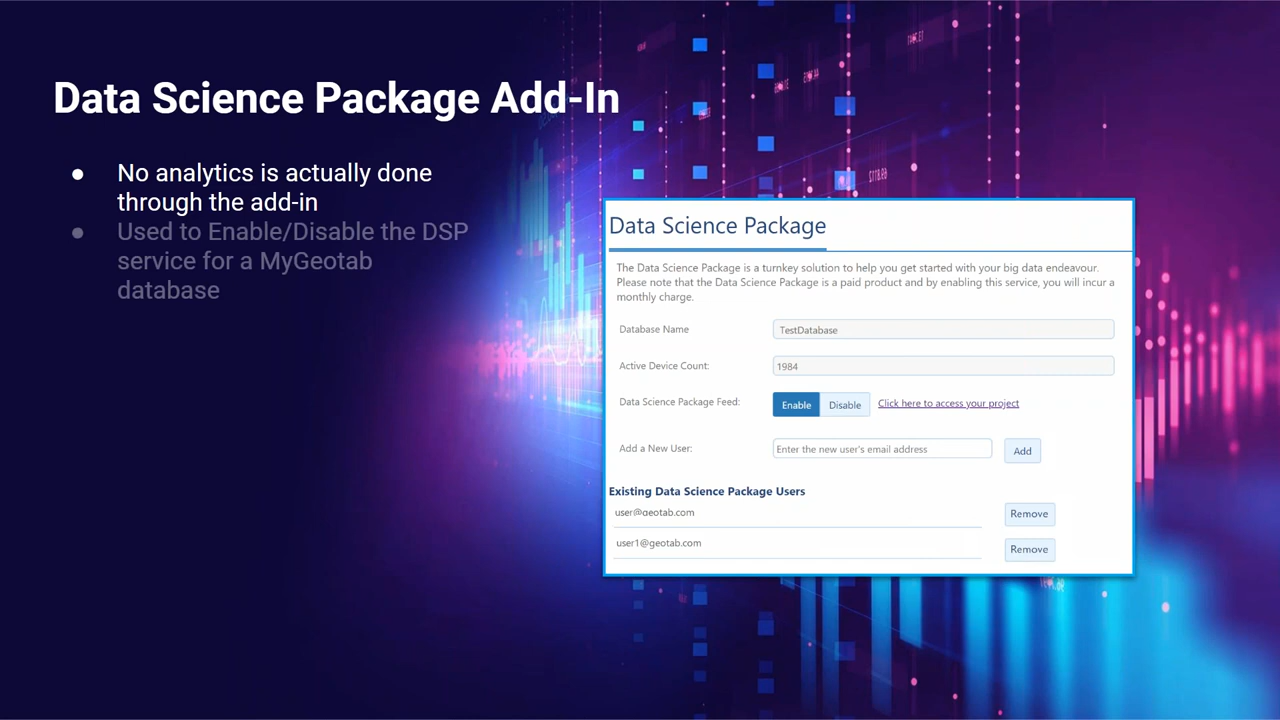 Data Science Package Add-In
● No analytics is actually done
through the add-in
● Used to Enable/Disable the DSP
service for a MyGeotab
database
Data Science Package
The Data Science Package is a turnkey solution to help you get started with your big data endeavour.
Please note that the Data Science Package is a paid product and by enabling this service, you will incur a
monthly charge.
Database Name TestDatabase
Active Device Count: 1984
Data Science Package Feed: Enable Disable Click here to access your project
Add a New User: Enter the new user's email address Add
Existing Data Science Package Users
user@geotab.com Remove
user1@geotab.com Remove